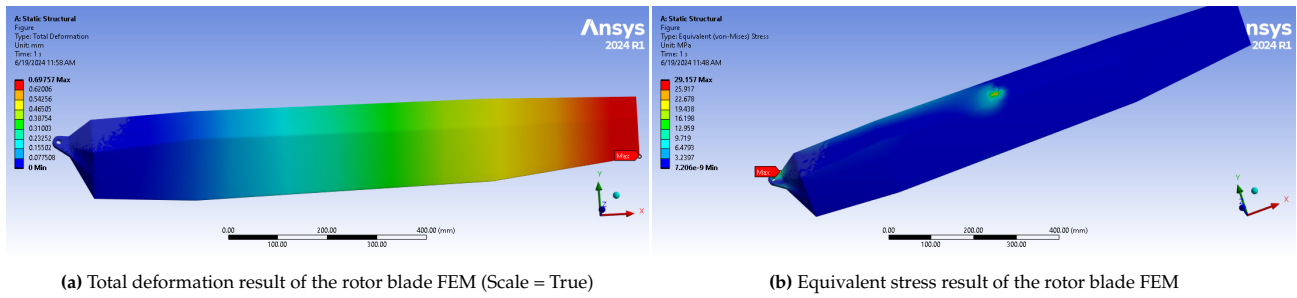 A: Static Structural
Figure
Type: Total Deformation
Unit: mm
Time: 1 s
6/19/2024 11:58 AM
0.69757 Max
0.62006
0.54256
0.46505
0.38754
0.31003
0.23252
0.15502
0.077508
0 Min
Ansys
2024 R1
Max
Y
Z
X
0.00
200.00
400.00 (mm)
100.00
300.00
A: Static Structural
Figure
Type: Equivalent (von-Mises) Stress
Unit: MPa
Time: 1 s
6/19/2024 11:48 AM
29.157 Max
25.917
22.678
19.438
16.198
12.959
9.719
6.4793
3.2397
7.206e-9 Min
nsys
2024 R1
Max
Y
Z
X
0.00
200.00
400.00 (mm)
100.00
300.00
(a) Total deformation result of the rotor blade FEM (Scale = True)
(b) Equivalent stress result of the rotor blade FEM